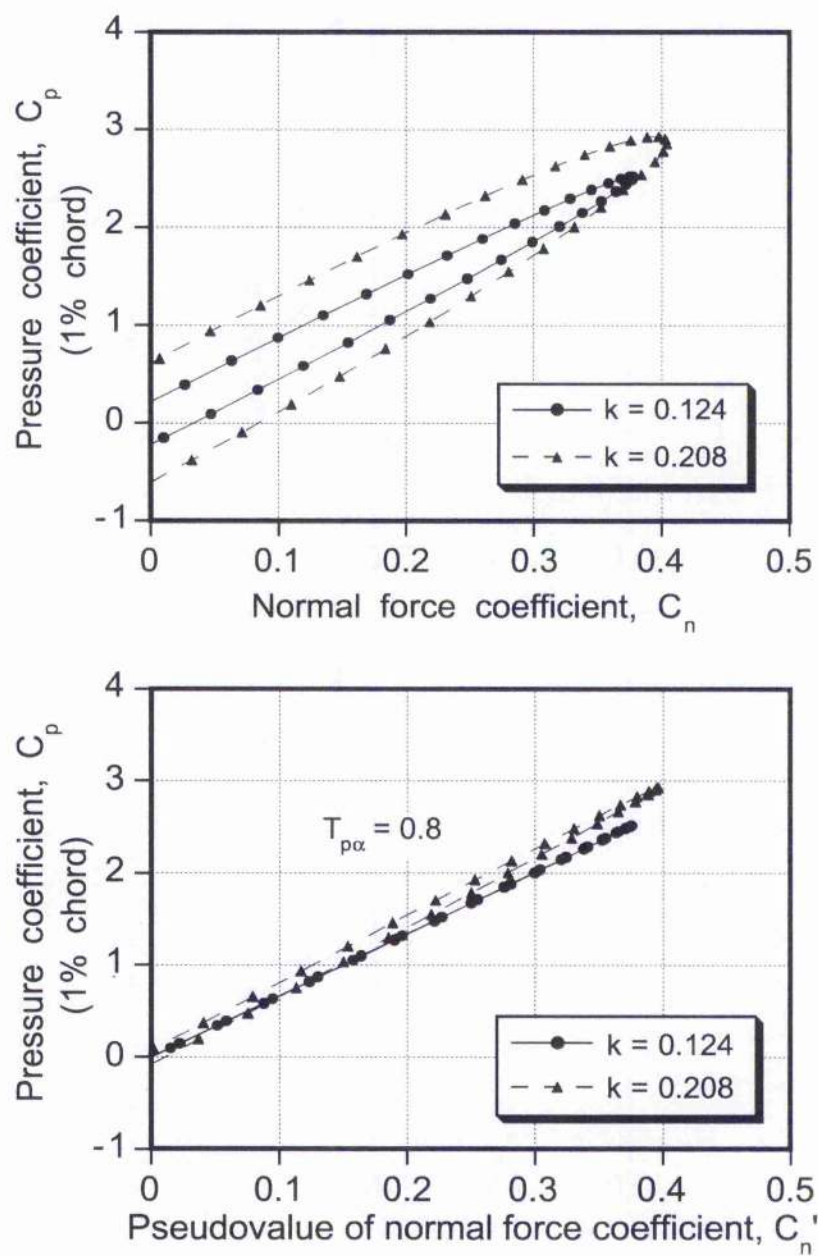 4
3
2
1
0
-1
Pressure coefficient, Cp
(1% chord)
k = 0.124
k = 0.208
0 0.1 0.2 0.3 0.4 0.5
Normal force coefficient, Cn
4
3
2
1
0
-1
Pressure coefficient, Cp
(1% chord)
Tpα = 0.8
k = 0.124
k = 0.208
0 0.1 0.2 0.3 0.4 0.5
Pseudovalue of normal force coefficient, Cn'